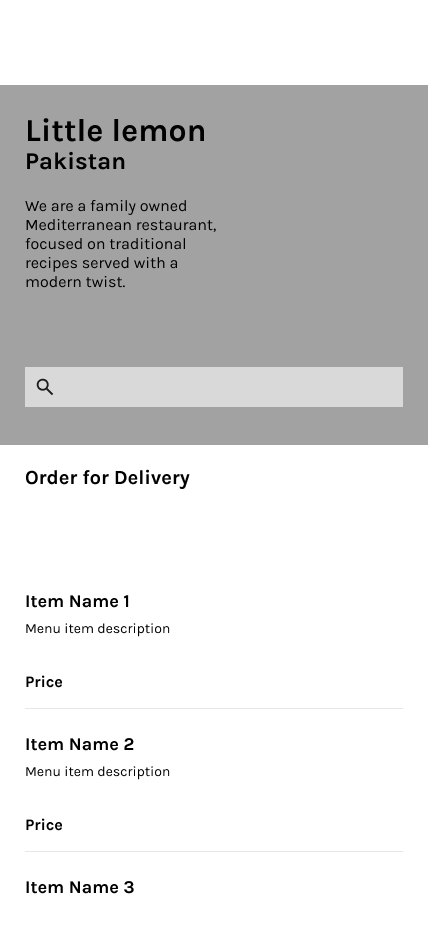 Little lemon
Pakistan
We are a family owned
Mediterranean restaurant,
focused on traditional
recipes served with a
modern twist.
Order for Delivery
Item Name 1
Menu item description
Price
Item Name 2
Menu item description
Price
Item Name 3